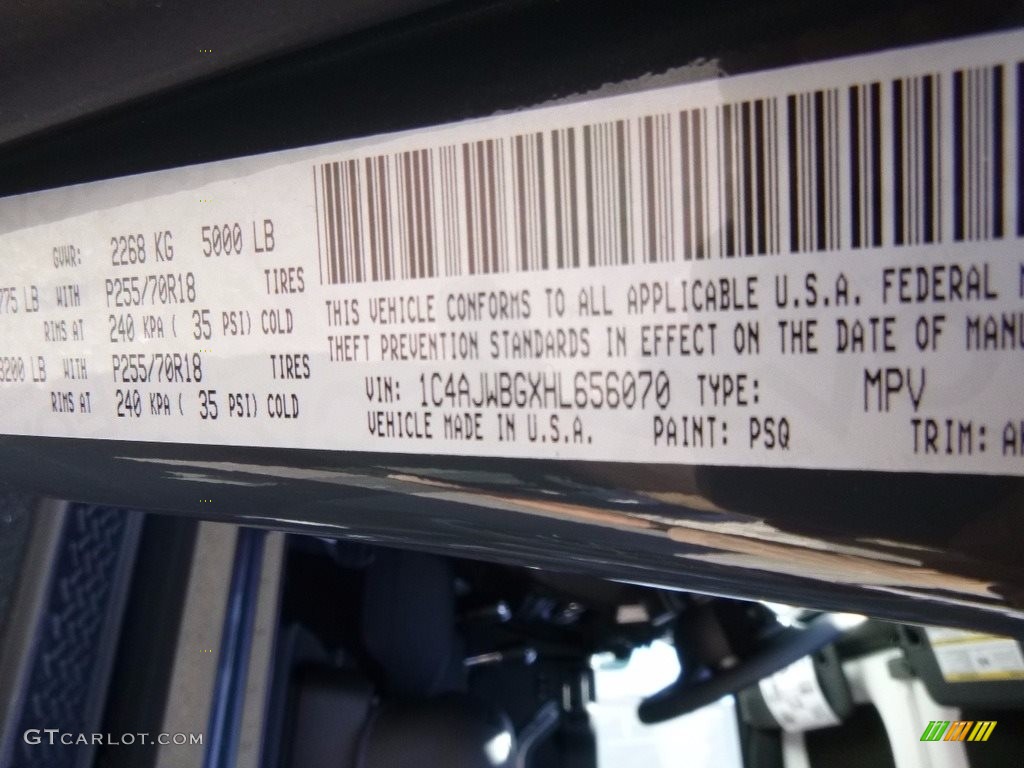 GVWR: 2268 KG 5000 LB
775 LB WITH P255/70R18 TIRES
RIMS AT 240 KPA ( 35 PSI) COLD
3200 LB WITH P255/70R18 TIRES
RIMS AT 240 KPA ( 35 PSI) COLD
THIS VEHICLE CONFORMS TO ALL APPLICABLE U.S.A. FEDERAL
THEFT PREVENTION STANDARDS IN EFFECT ON THE DATE OF MANU
VIN: 1C4AJWBGXHL656070 TYPE: MPV
VEHICLE MADE IN U.S.A. PAINT: PSQ TRIM:
GTCARLOT.COM